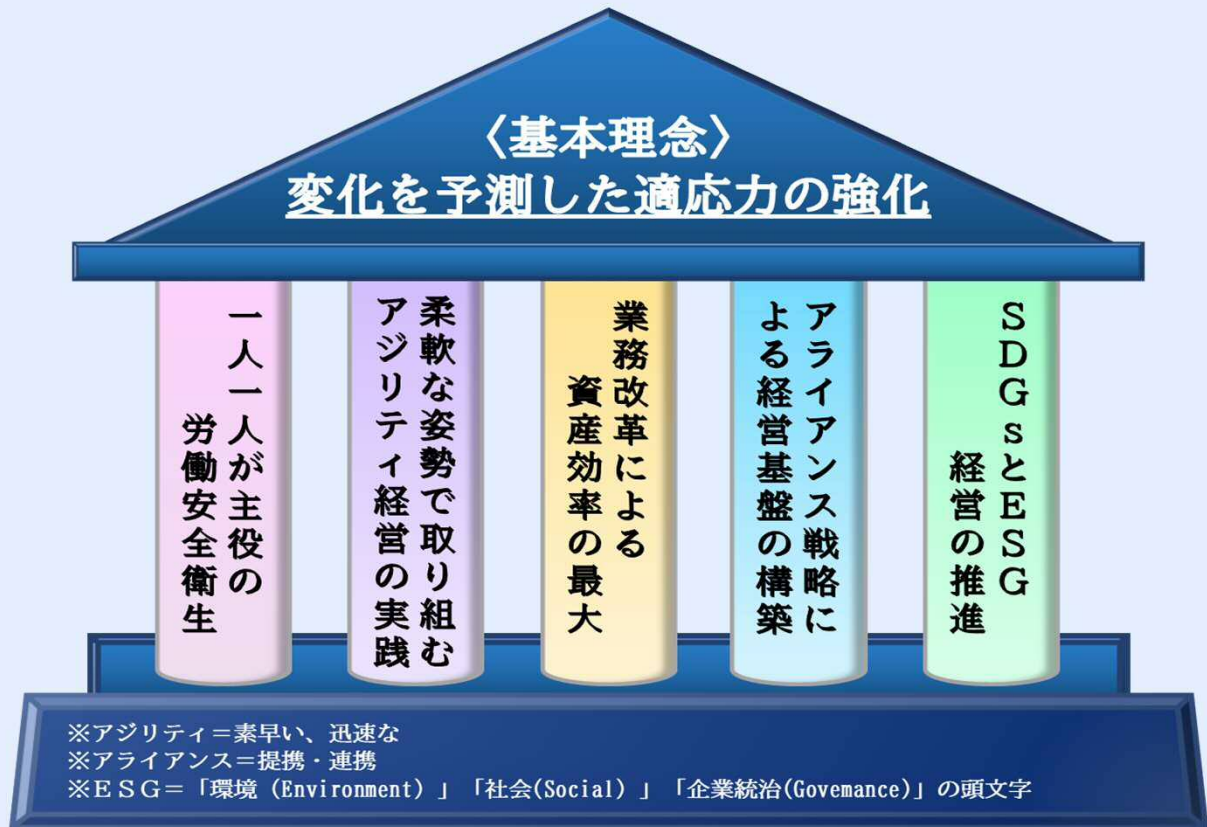 〈基本理念〉
変化を予測した適応力の強化
一人一人が主役の
労働安全衛生
柔軟な姿勢で取り組む
アジリティ経営の実践
業務改革による
資産効率の最大
アライアンス戦略に
よる経営基盤の構築
SDGsとESG
経営の推進
※アジリティ＝素早い、迅速な
※アライアンス＝提携・連携
※ESG＝「環境（Environment）」「社会(Social）」「企業統治(Govemance)」の頭文字